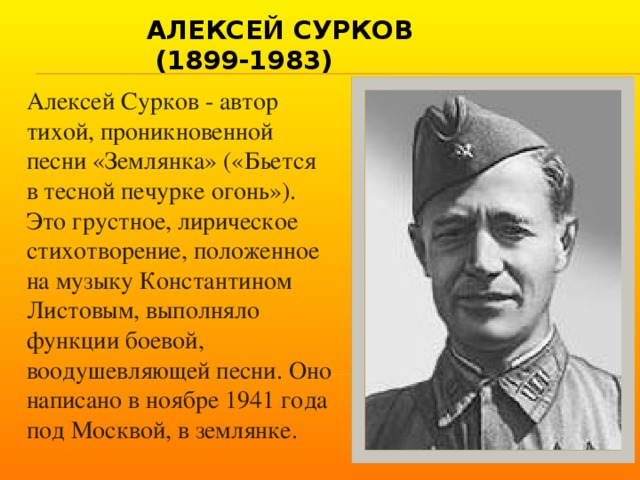 АЛЕКСЕЙ СУРКОВ
(1899-1983)
Алексей Сурков - автор
тихой, проникновенной
песни «Землянка» («Бьется
в тесной печурке огонь»).
Это грустное, лирическое
стихотворение, положенное
на музыку Константином
Листовым, выполняло
функции боевой,
воодушевляющей песни. Оно
написано в ноябре 1941 года
под Москвой, в землянке.